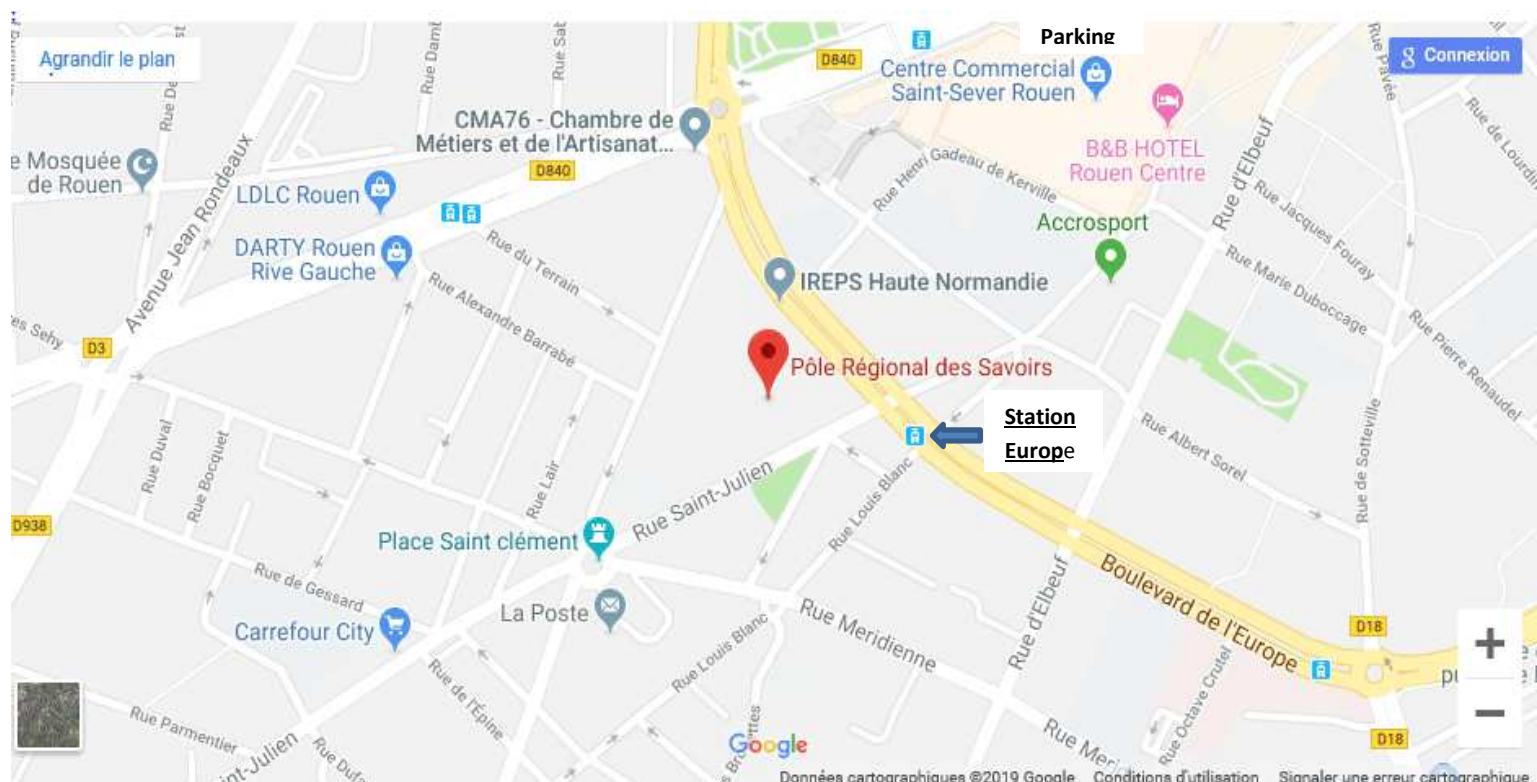 Agrandir le plan
Parking
Connexion
D840
Centre Commercial
Saint-Sever Rouen
CMA76 - Chambre de
Métiers et de l'Artisanat...
D840
B&B HOTEL
Rouen Centre
Mosquée
de Rouen
LDLC Rouen
DARTY Rouen
Rive Gauche
Avenue Jean Rondeaux
Rue Henri Gadeau de Kerville
Rue d'Elbeuf
Rue Jacques Fouray
Rue Pavée
Accrosport
Rue du Terrain
Rue Alexandre Barrabé
IREPS Haute Normandie
Rue Marie Duboccage
Rue Pierre Renaudel
D3
Pôle Régional des Savoirs
Station
Europe
Rue Albert Sorel
Rue de Sotteville
Rue Duval
Rue Bocquet
Rue Lair
Rue Saint-Julien
Rue Louis Blanc
D938
Place Saint clément
Rue de Gessard
La Poste
Carrefour City
Rue Louis Blanc
Rue Meridienne
Rue d'Elbeuf
Boulevard de l'Europe
D18
Rue de l'Épine
Rue Parmentier
Rue Octave Crutel
D18
Google
Données cartographiques ©2019 Google
Conditions d'utilisation
Signaler une erreur cartographique